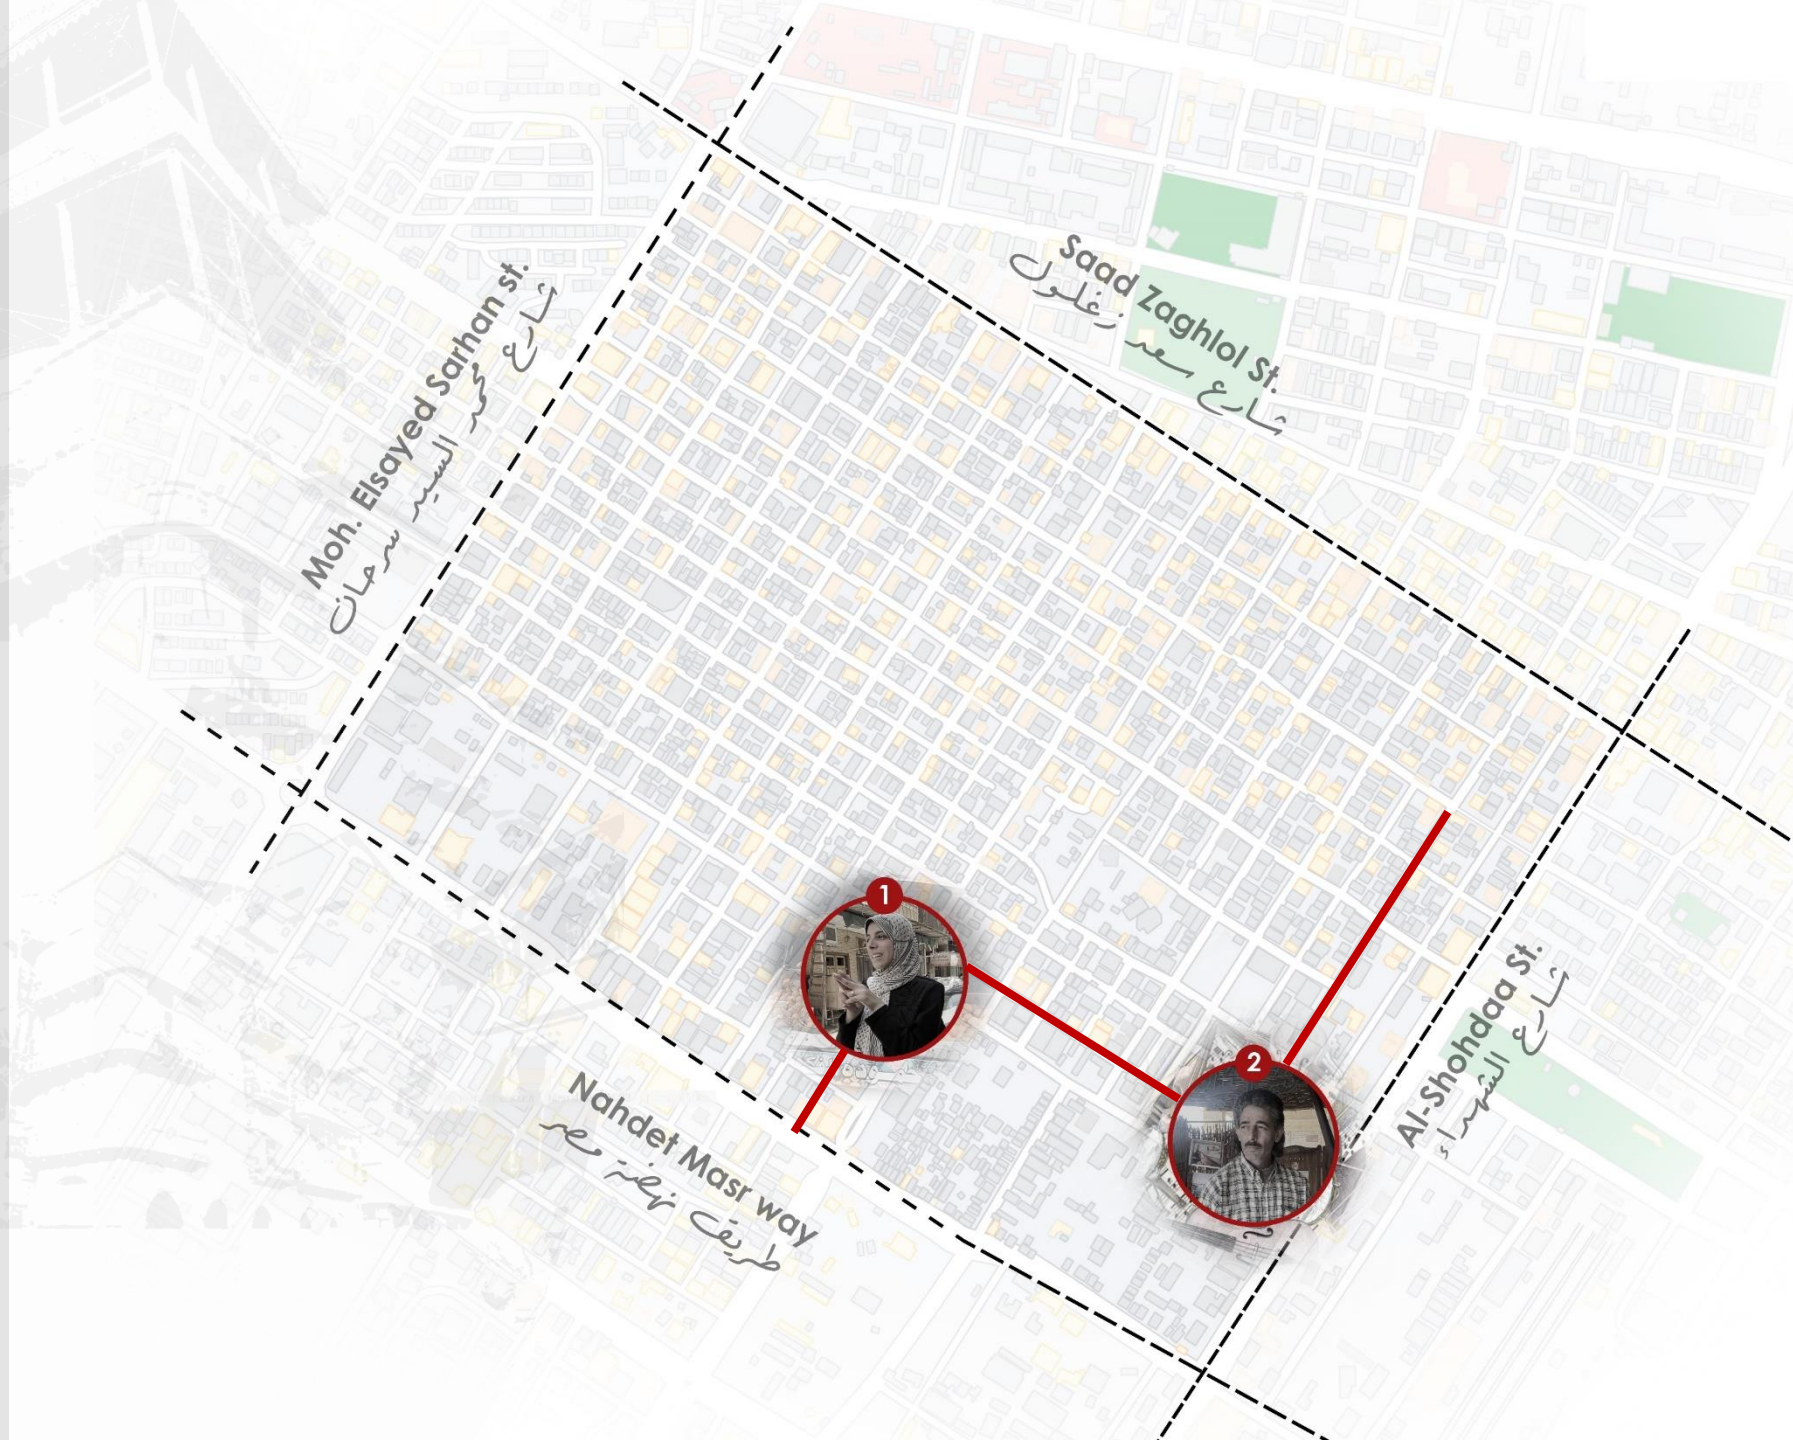 Saad Zaghlol St.
شارع سعد زغلول
Moh. Elsayed Sarhan st.
شارع محمد السيد سرحان
1
2
Al-Shohdaa St.
شارع الشهداء
Nahdet Masr way
طريق نهضة مصر